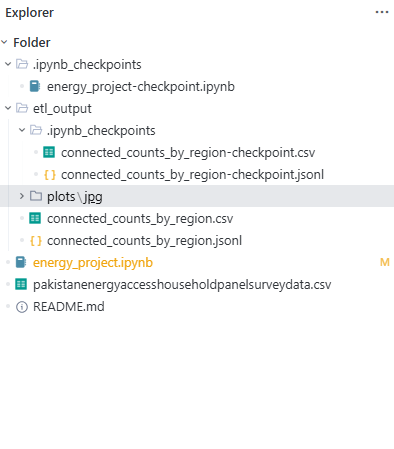 Explorer
Folder
.ipynb_checkpoints
energy_project-checkpoint.ipynb
etl_output
.ipynb_checkpoints
connected_counts_by_region-checkpoint.csv
connected_counts_by_region-checkpoint.jsonl
plots\jpg
connected_counts_by_region.csv
connected_counts_by_region.jsonl
energy_project.ipynb M
pakistanenergyaccesshouseholdpanelsurveydata.csv
README.md